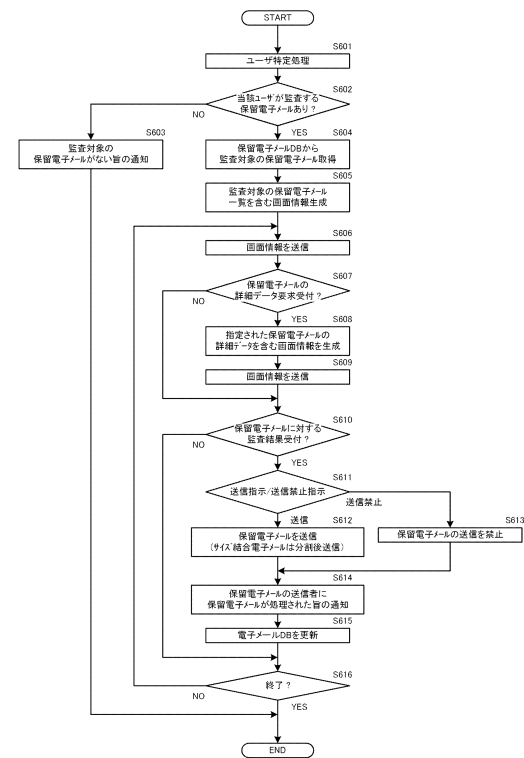 START
S601
ユーザ特定処理
S602
当該ユーザが監査する
保留電子メールあり?
NO
YES
S603
監査対象の
保留電子メールがない旨の通知
S604
保留電子メールDBから
監査対象の保留電子メール取得
S605
監査対象の保留電子メール
一覧を含む画面情報生成
S606
画面情報を送信
S607
保留電子メールの
詳細データ要求受付?
NO
YES
S608
指定された保留電子メールの
詳細データを含む画面情報を生成
S609
画面情報を送信
S610
保留電子メールに対する
監査結果受付?
NO
YES
S611
送信指示/送信禁止指示
送信禁止
送信
S612
保留電子メールを送信
(サイズ結合電子メールは分割後送信)
S613
保留電子メールの送信を禁止
S614
保留電子メールの送信者に
保留電子メールが処理された旨の通知
S615
電子メールDBを更新
S616
終了?
NO
YES
END